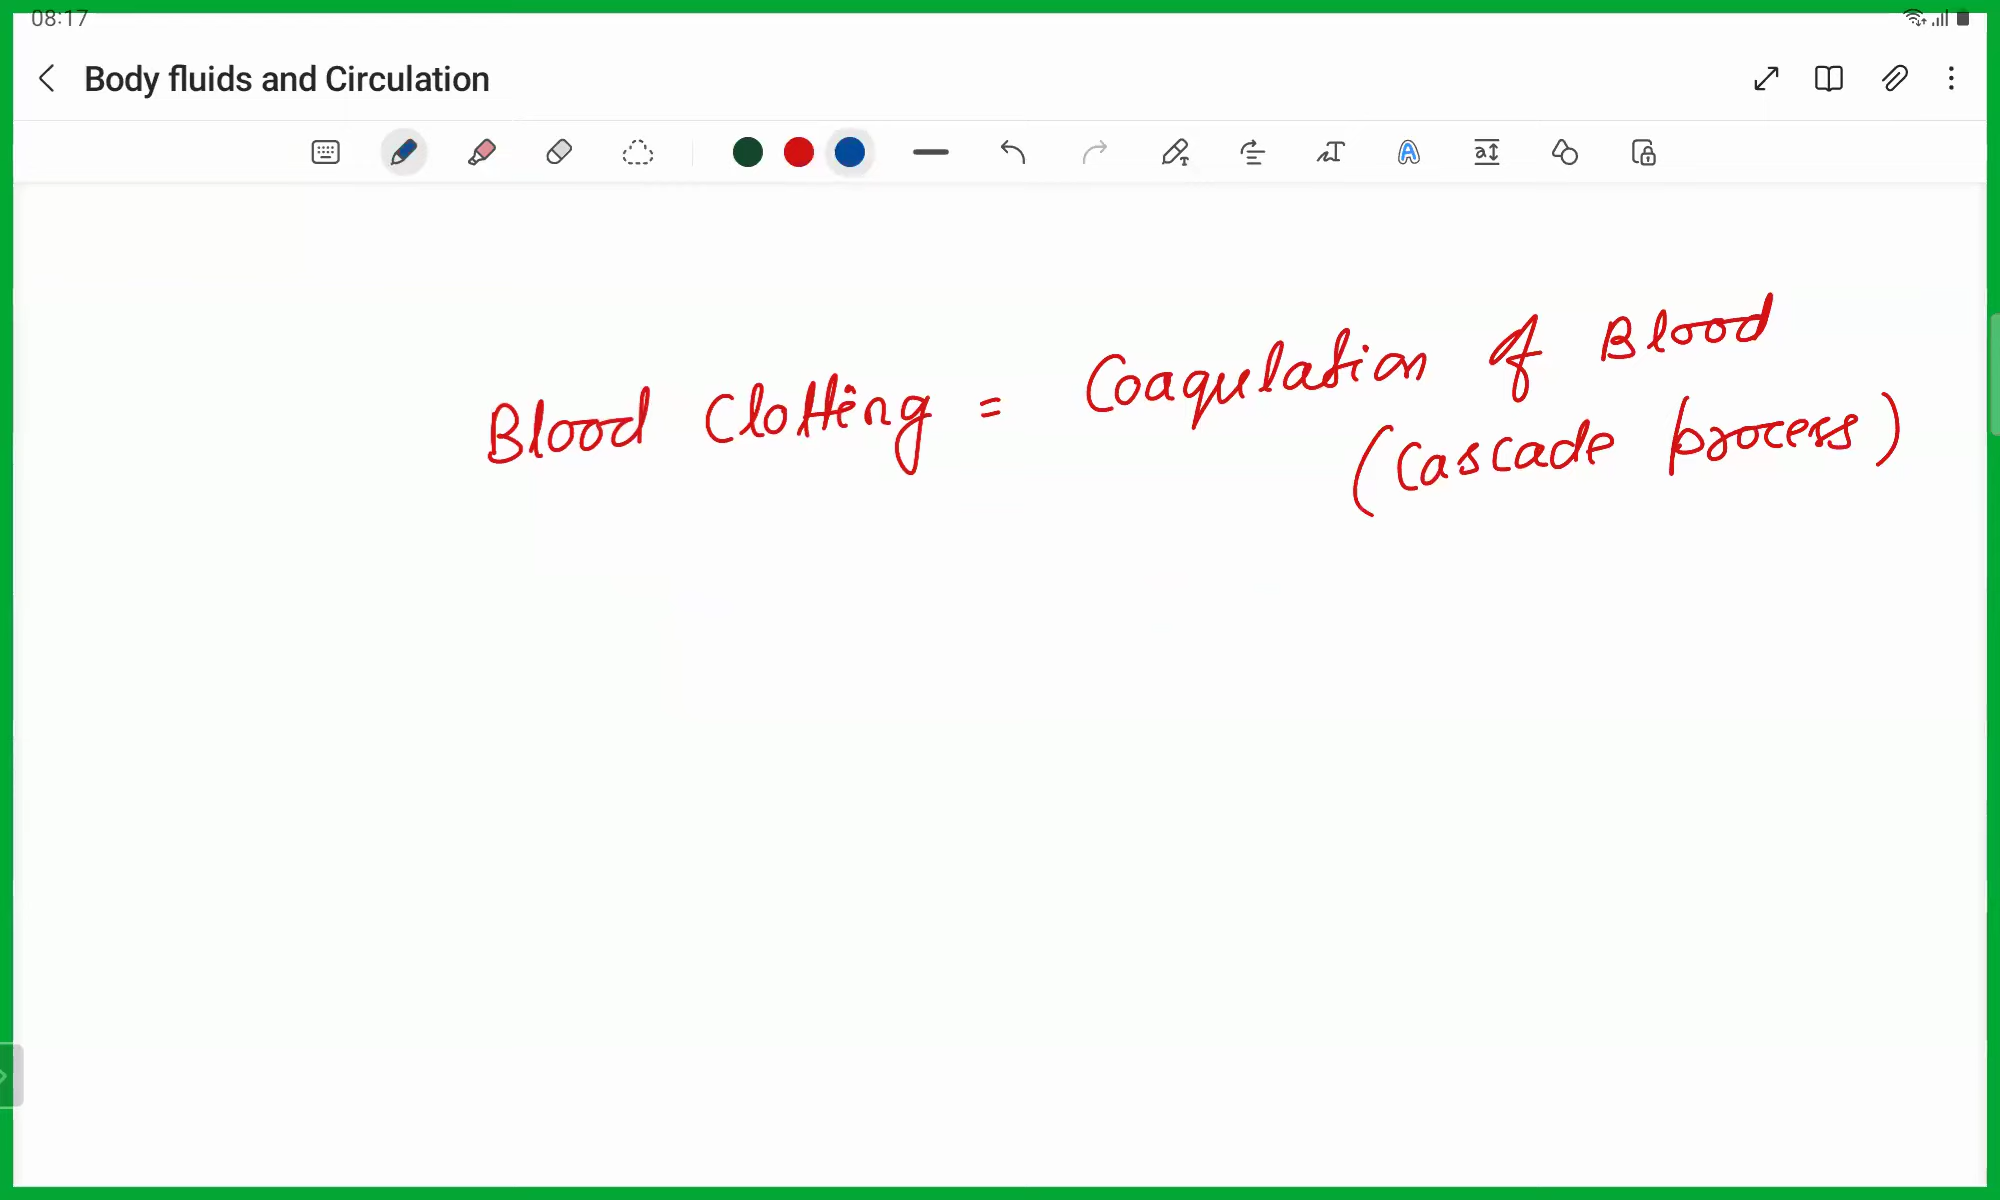 08:17
Body fluids and Circulation
Blood Clotting = Coagulation of Blood
(Cascade process)